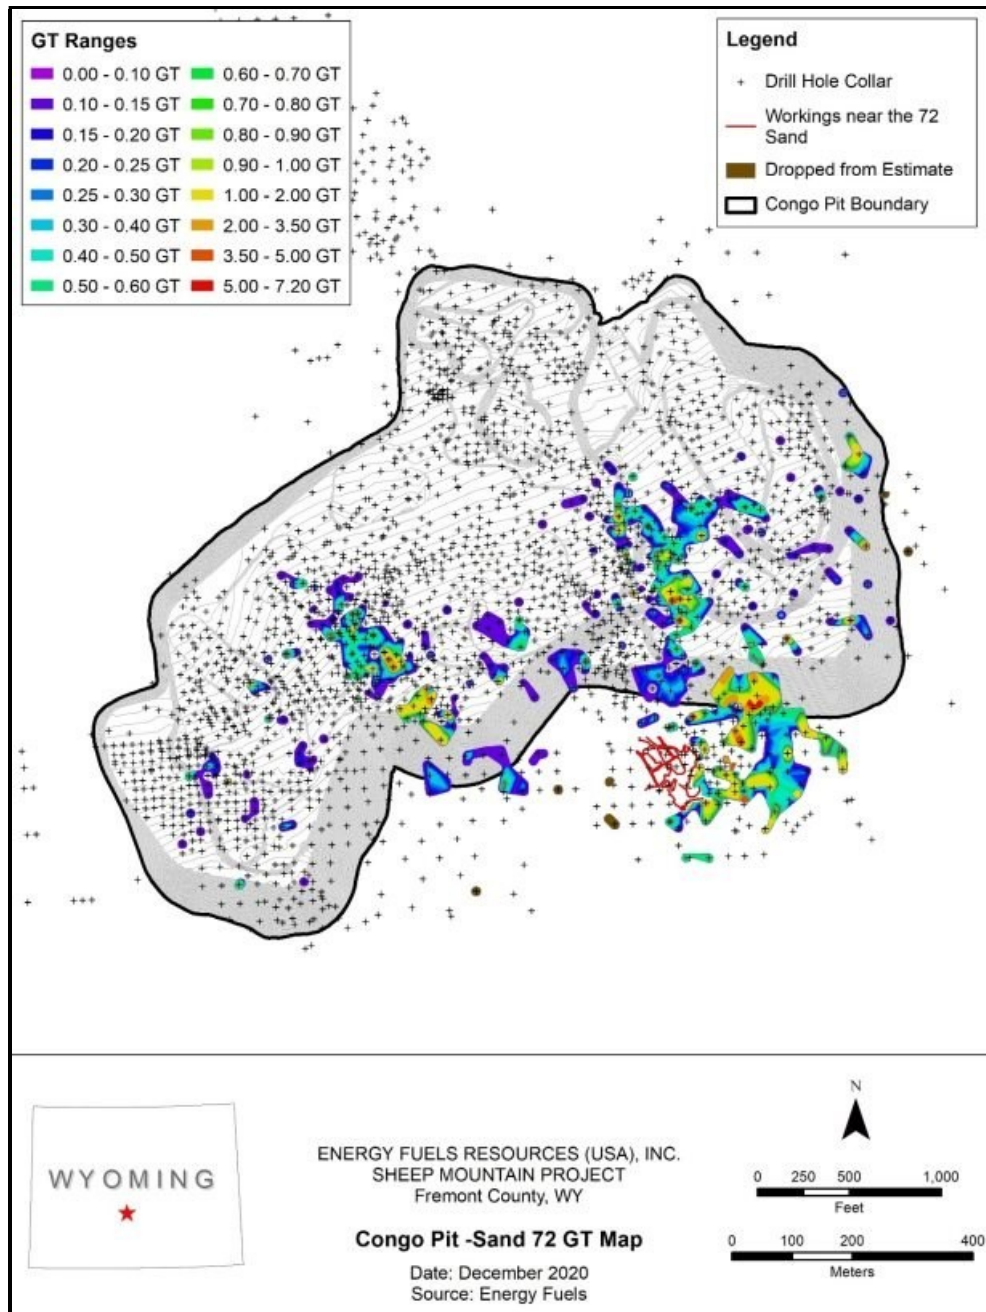 GT Ranges
0.00 - 0.10 GT
0.10 - 0.15 GT
0.15 - 0.20 GT
0.20 - 0.25 GT
0.25 - 0.30 GT
0.30 - 0.40 GT
0.40 - 0.50 GT
0.50 - 0.60 GT
0.60 - 0.70 GT
0.70 - 0.80 GT
0.80 - 0.90 GT
0.90 - 1.00 GT
1.00 - 2.00 GT
2.00 - 3.50 GT
3.50 - 5.00 GT
5.00 - 7.20 GT
Legend
Drill Hole Collar
Workings near the 72
Sand
Dropped from Estimate
Congo Pit Boundary
WYOMING
ENERGY FUELS RESOURCES (USA), INC.
SHEEP MOUNTAIN PROJECT
Fremont County, WY
Congo Pit -Sand 72 GT Map
Date: December 2020
Source: Energy Fuels
N
0 250 500 1,000
Feet
0 100 200 400
Meters